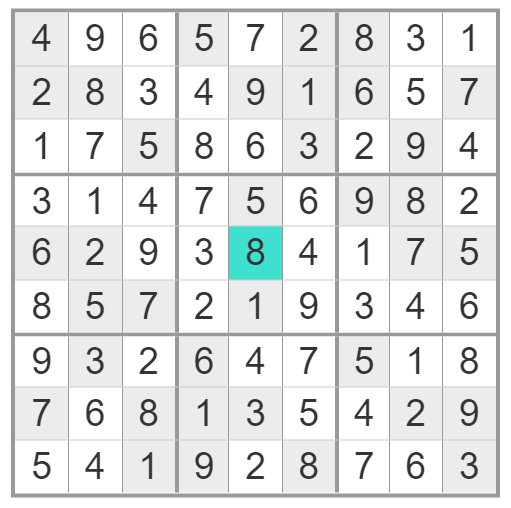 4 9 6 5 7 2 8 3 1
2 8 3 4 9 1 6 5 7
1 7 5 8 6 3 2 9 4
3 1 4 7 5 6 9 8 2
6 2 9 3 8 4 1 7 5
8 5 7 2 1 9 3 4 6
9 3 2 6 4 7 5 1 8
7 6 8 1 3 5 4 2 9
5 4 1 9 2 8 7 6 3